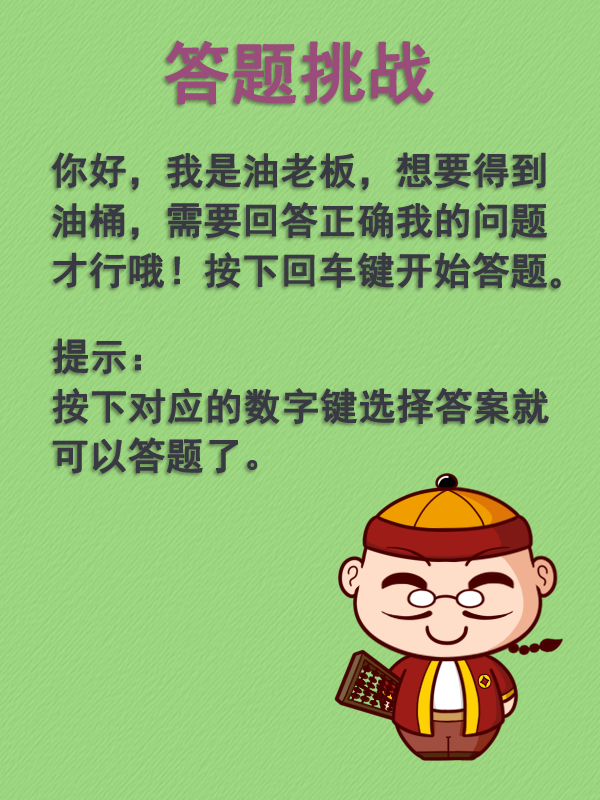 答题挑战
你好，我是油老板，想要得到
油桶，需要回答正确我的问题
才行哦！按下回车键开始答题。
提示：
按下对应的数字键选择答案就
可以答题了。